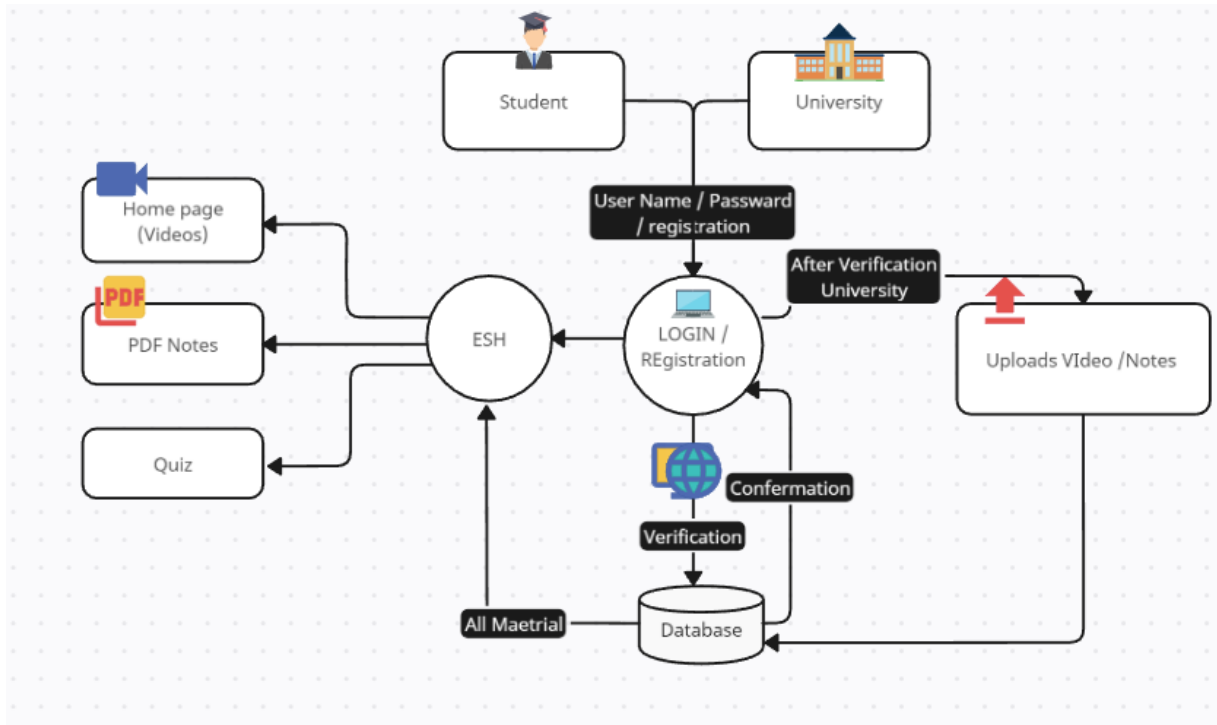 Student
University
User Name / Passward
/ registration
Home page
(Videos)
After Verification
University
PDF
PDF Notes
ESH
LOGIN /
REgistration
Uploads VIdeo /Notes
Quiz
Confermation
Verification
All Maetrial
Database